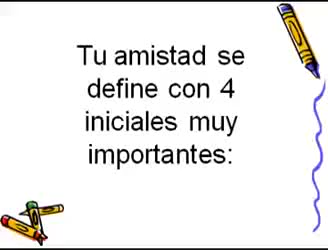 Tu amistad se
define con 4
iniciales muy
importantes: